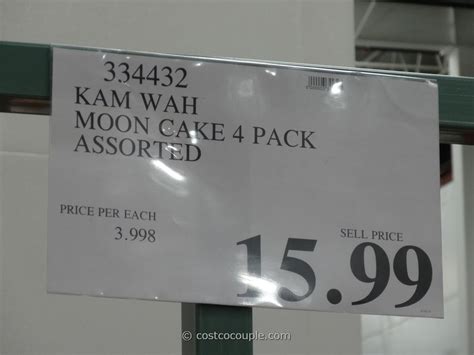 334432
KAM WAH
MOON CAKE 4 PACK
ASSORTED
PRICE PER EACH
3.998
SELL PRICE
15.99
© costcocouple.com